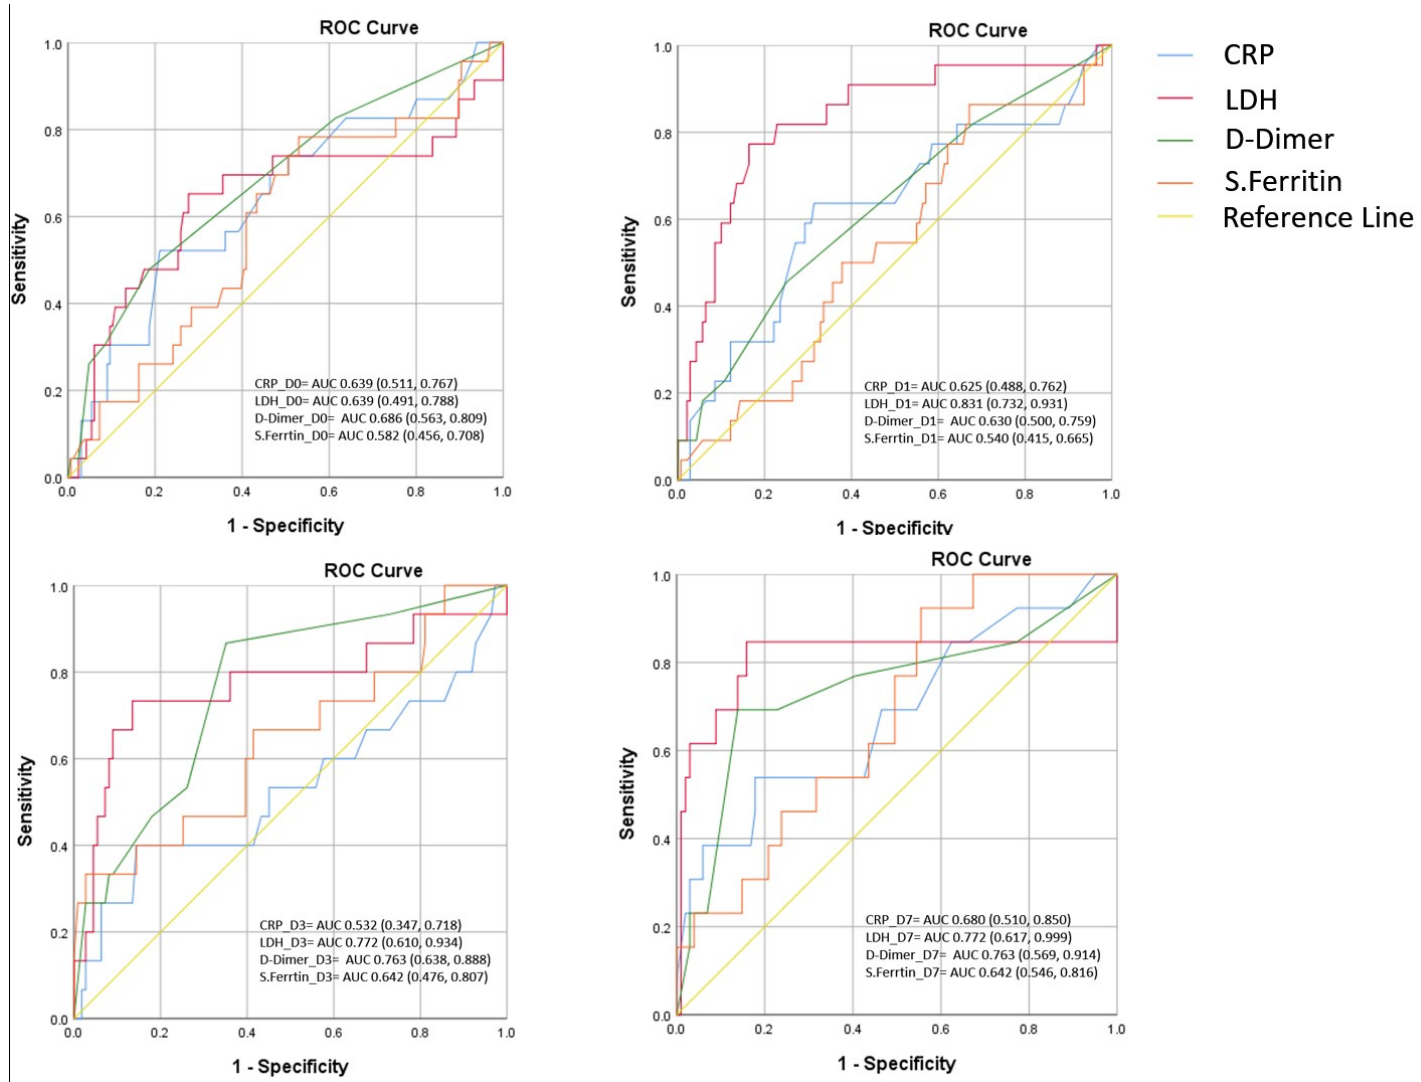 ROC Curve
1.0
0.8
0.6
0.4
0.2
0.0
Sensitivity
0.0 0.2 0.4 0.6 0.8 1.0
1 - Specificity
CRP_D0= AUC 0.639 (0.511, 0.767)
LDH_D0= AUC 0.639 (0.491, 0.788)
D-Dimer_D0= AUC 0.686 (0.563, 0.809)
S.Ferrtin_D0= AUC 0.582 (0.456, 0.708)
ROC Curve
1.0
0.8
0.6
0.4
0.2
0.0
Sensitivity
0.0 0.2 0.4 0.6 0.8 1.0
1 - Specificity
CRP_D1= AUC 0.625 (0.488, 0.762)
LDH_D1= AUC 0.831 (0.732, 0.931)
D-Dimer_D1= AUC 0.630 (0.500, 0.759)
S.Ferrtin_D1= AUC 0.540 (0.415, 0.665)
CRP
LDH
D-Dimer
S.Ferritin
Reference Line
ROC Curve
1.0
0.8
0.6
0.4
0.2
0.0
Sensitivity
0.0 0.2 0.4 0.6 0.8 1.0
1 - Specificity
CRP_D3= AUC 0.532 (0.347, 0.718)
LDH_D3= AUC 0.772 (0.610, 0.934)
D-Dimer_D3= AUC 0.763 (0.638, 0.888)
S.Ferrtin_D3= AUC 0.642 (0.476, 0.807)
ROC Curve
1.0
0.8
0.6
0.4
0.2
0.0
Sensitivity
0.0 0.2 0.4 0.6 0.8 1.0
1 - Specificity
CRP_D7= AUC 0.680 (0.510, 0.850)
LDH_D7= AUC 0.772 (0.617, 0.999)
D-Dimer_D7= AUC 0.763 (0.569, 0.914)
S.Ferrtin_D7= AUC 0.642 (0.546, 0.816)